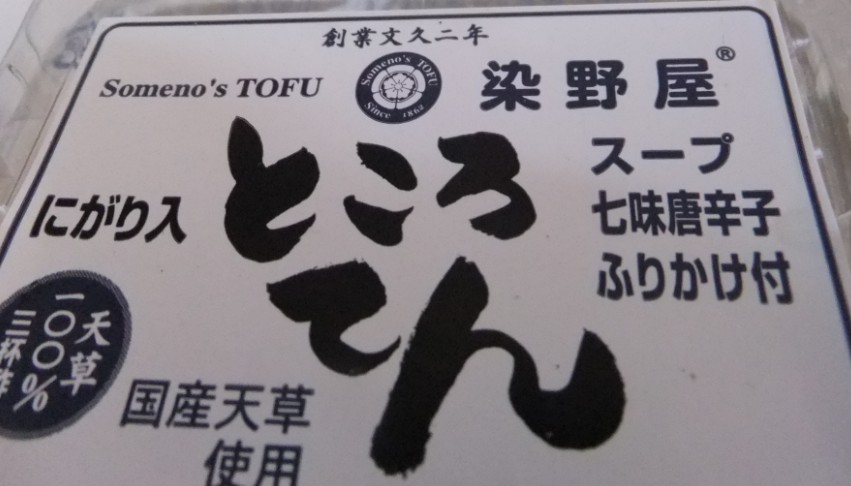 創業文久二年
Someno's TOFU
Someno's TOFU
Since 1862
染野屋®
ところ
てん
にがり入
スープ
七味唐辛子
ふりかけ付
天草
一〇〇%
三杯酢
国産天草
使用